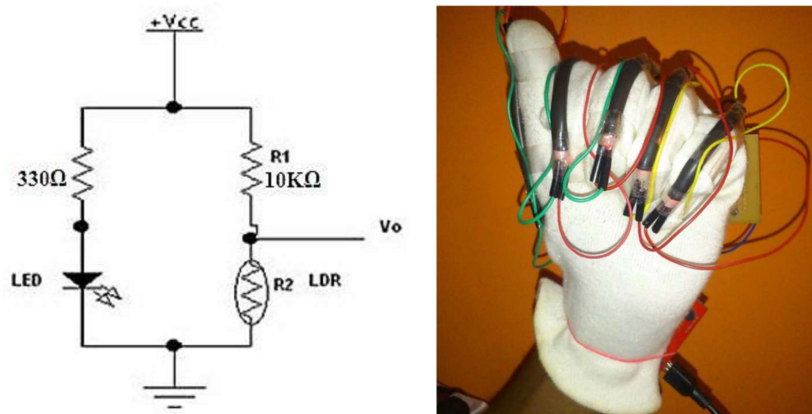 +Vcc
330Ω
R1
10KΩ
Vo
LED
R2 LDR